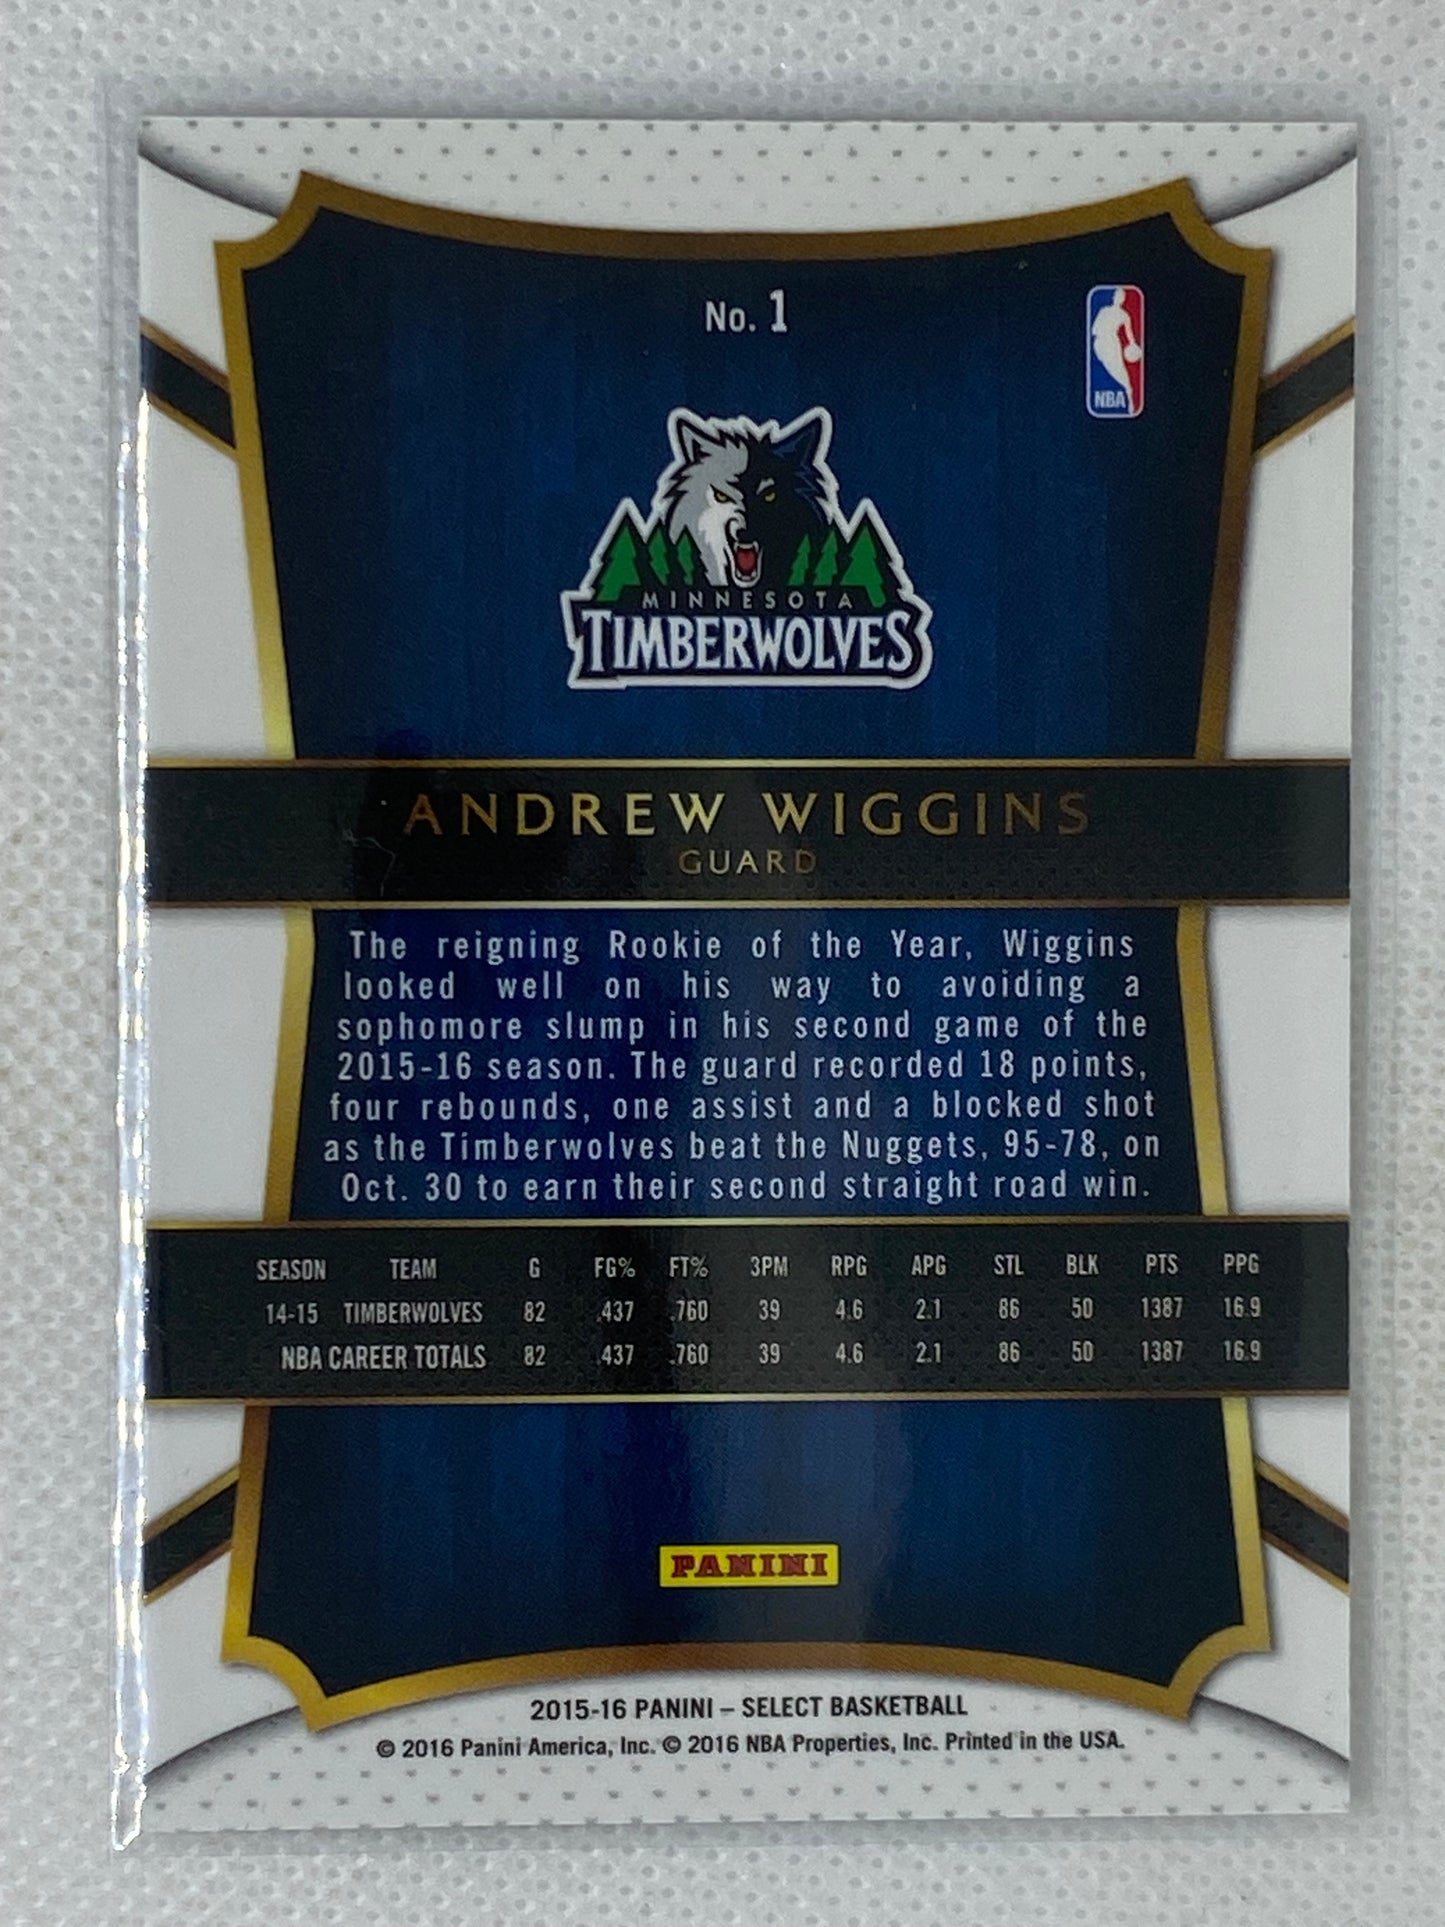 No. 1
NBA
MINNESOTA
TIMBERWOLVES
ANDREW WIGGINS
GUARD
The reigning Rookie of the Year, Wiggins
looked well on his way to avoiding a
sophomore slump in his second game of the
2015-16 season. The guard recorded 18 points,
four rebounds, one assist and a blocked shot
as the Timberwolves beat the Nuggets, 95-78, on
Oct. 30 to earn their second straight road win.
SEASON TEAM G FG% FT% 3PM RPG APG STL BLK PTS PPG
14-15 TIMBERWOLVES 82 .437 .760 39 4.6 2.1 86 50 1387 16.9
NBA CAREER TOTALS 82 .437 .760 39 4.6 2.1 86 50 1387 16.9
PANINI
2015-16 PANINI – SELECT BASKETBALL
© 2016 Panini America, Inc. © 2016 NBA Properties, Inc. Printed in the USA.